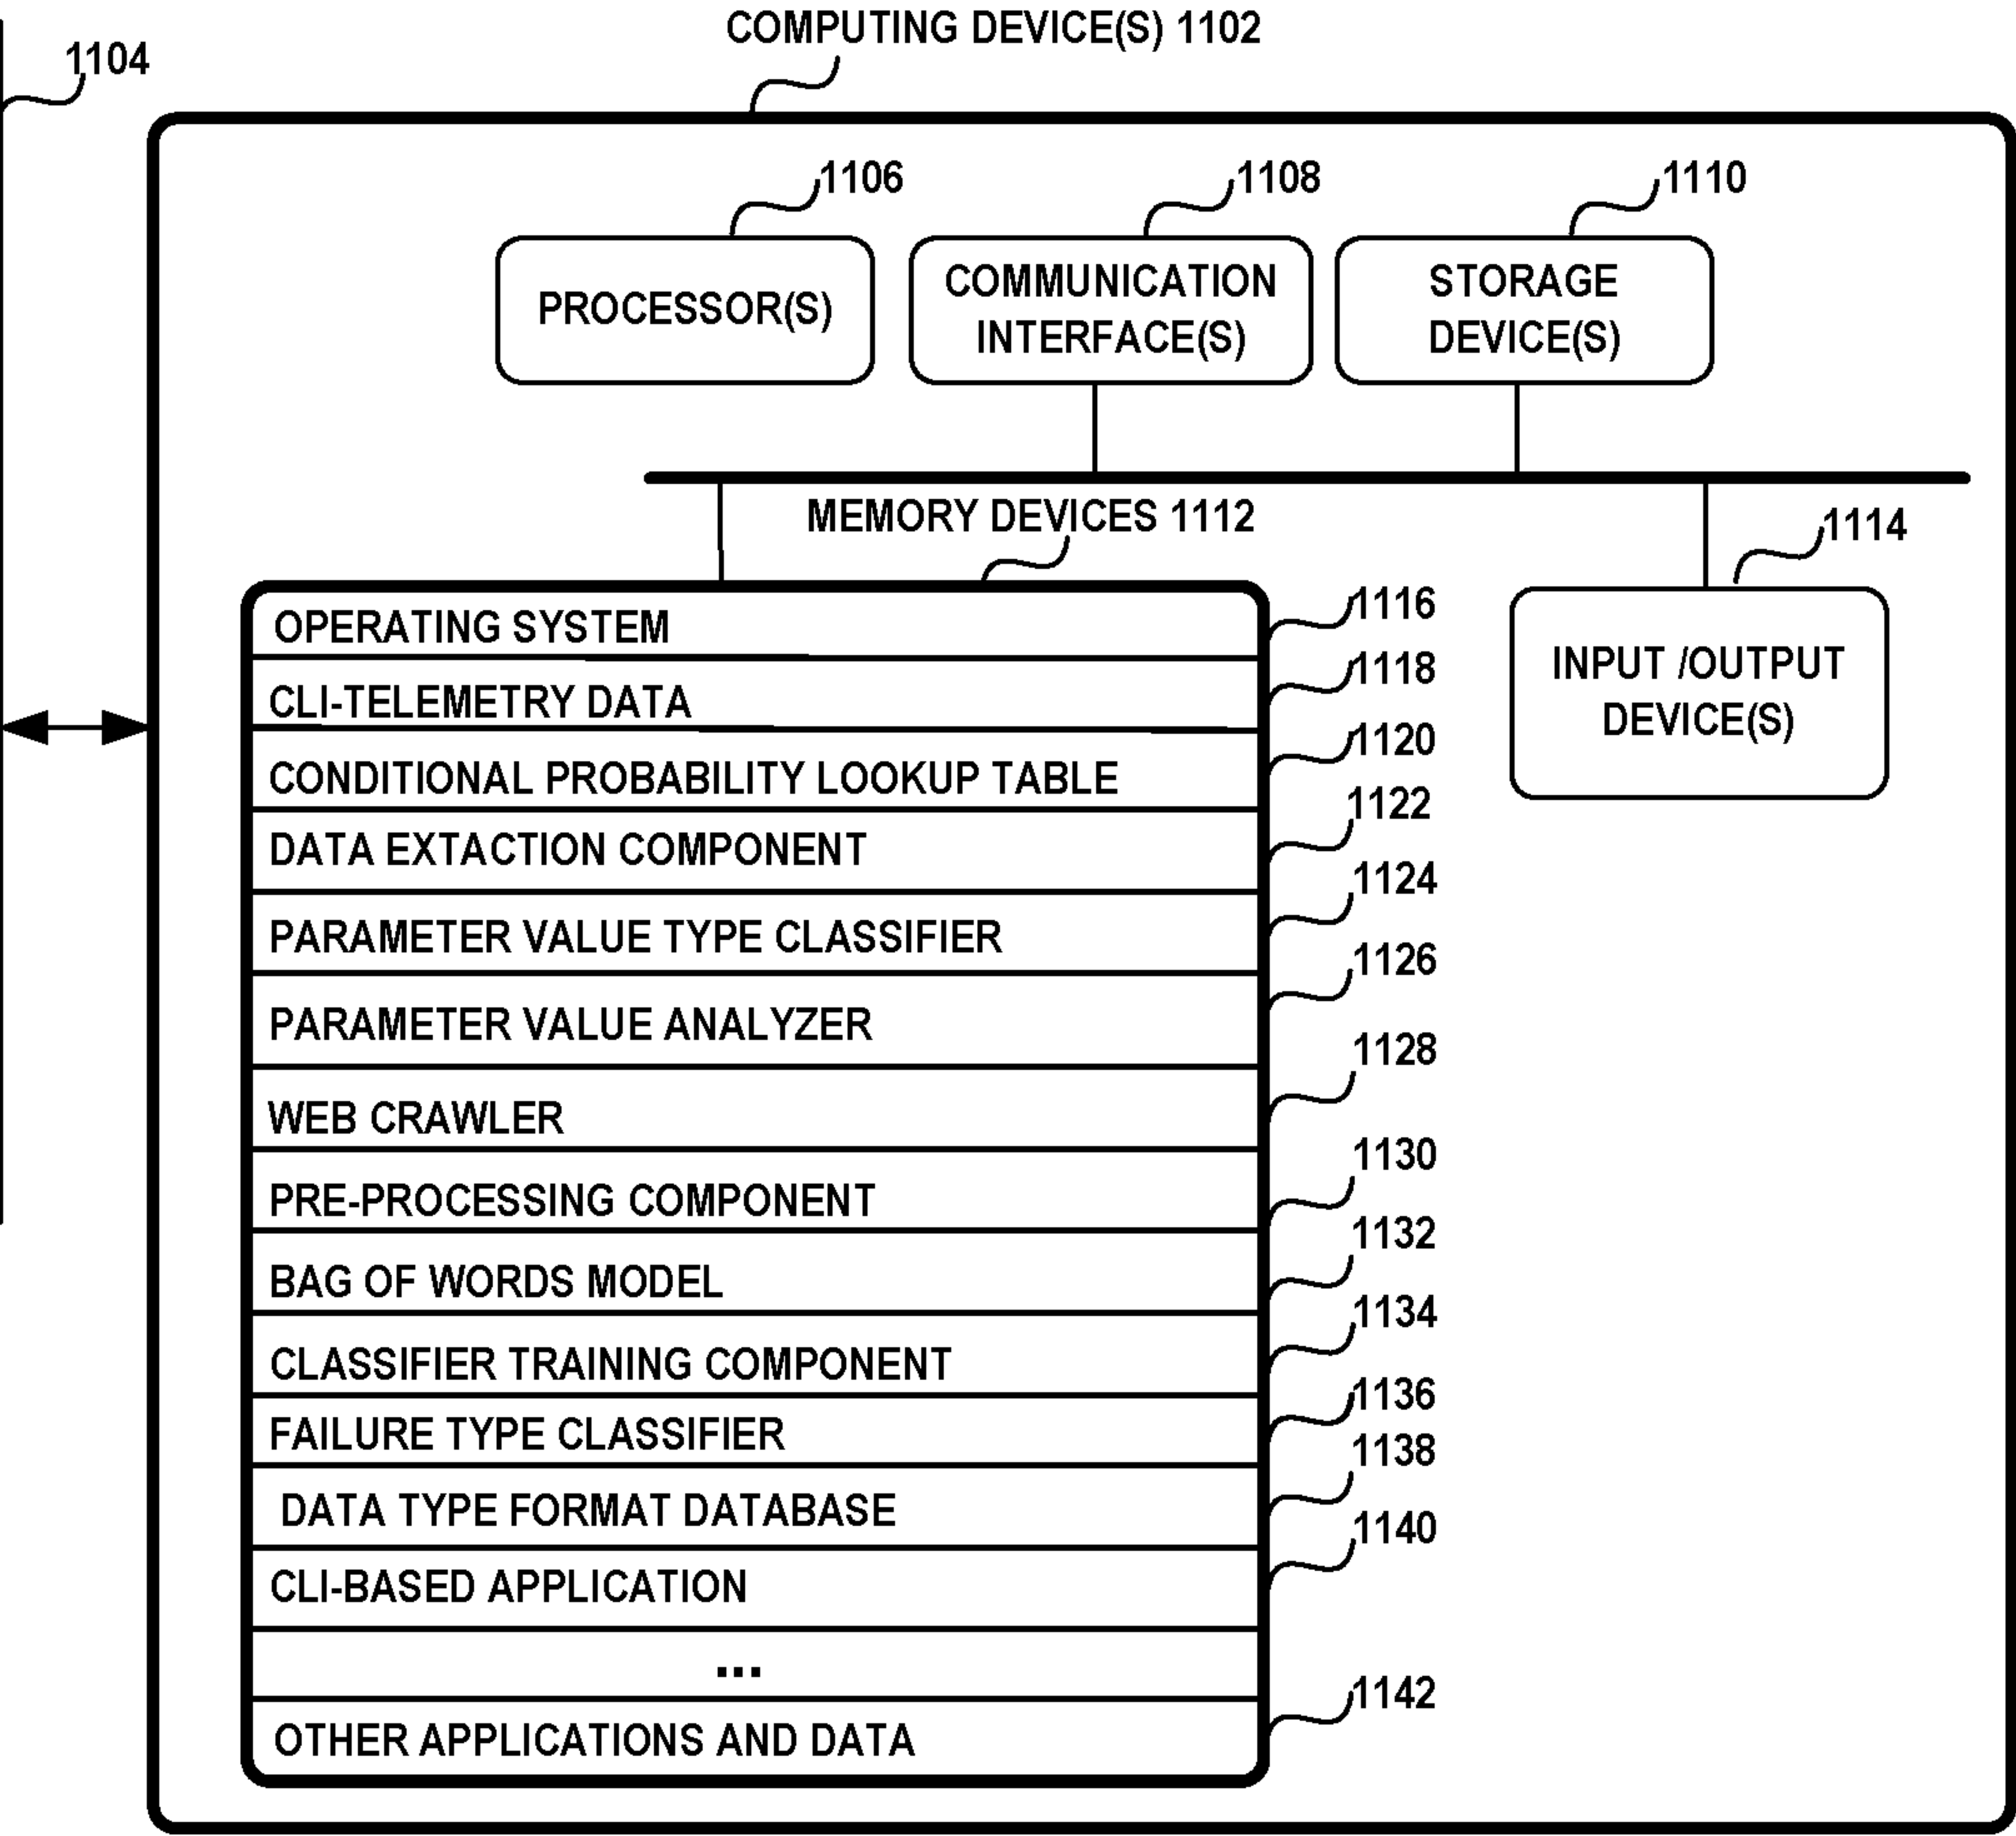 COMPUTING DEVICE(S) 1102
1104
1106
1108
1110
PROCESSOR(S)
COMMUNICATION
INTERFACE(S)
STORAGE
DEVICE(S)
MEMORY DEVICES 1112
1114
INPUT /OUTPUT
DEVICE(S)
OPERATING SYSTEM
1116
CLI-TELEMETRY DATA
1118
CONDITIONAL PROBABILITY LOOKUP TABLE
1120
DATA EXTACTION COMPONENT
1122
PARAMETER VALUE TYPE CLASSIFIER
1124
PARAMETER VALUE ANALYZER
1126
WEB CRAWLER
1128
PRE-PROCESSING COMPONENT
1130
BAG OF WORDS MODEL
1132
CLASSIFIER TRAINING COMPONENT
1134
FAILURE TYPE CLASSIFIER
1136
DATA TYPE FORMAT DATABASE
1138
CLI-BASED APPLICATION
1140
...
OTHER APPLICATIONS AND DATA
1142